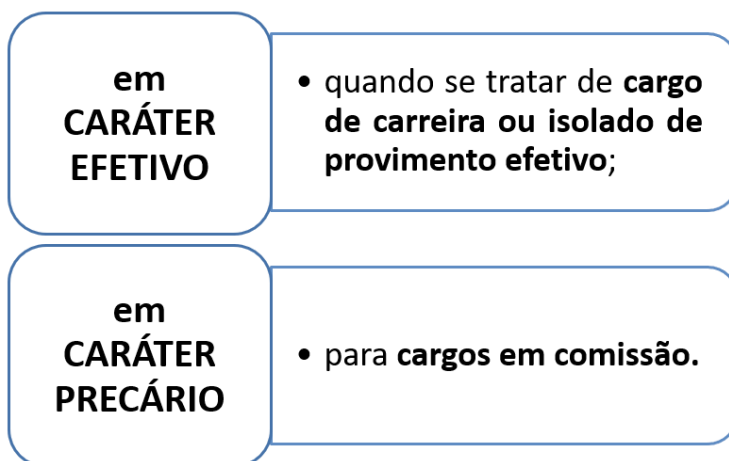 em
CARÁTER
EFETIVO
• quando se tratar de cargo
de carreira ou isolado de
provimento efetivo;
em
CARÁTER
PRECÁRIO
• para cargos em comissão.